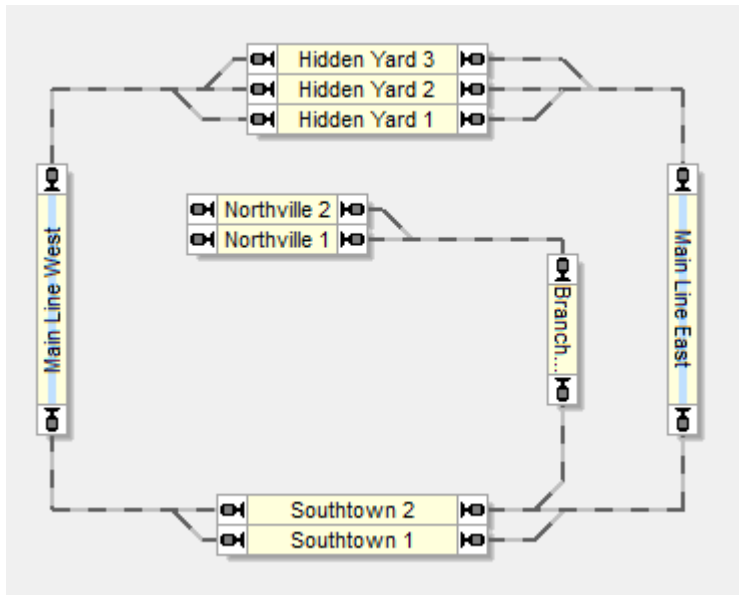 Hidden Yard 3
Hidden Yard 2
Hidden Yard 1
Northville 2
Northville 1
Main Line West
Branch...
Main Line East
Southtown 2
Southtown 1